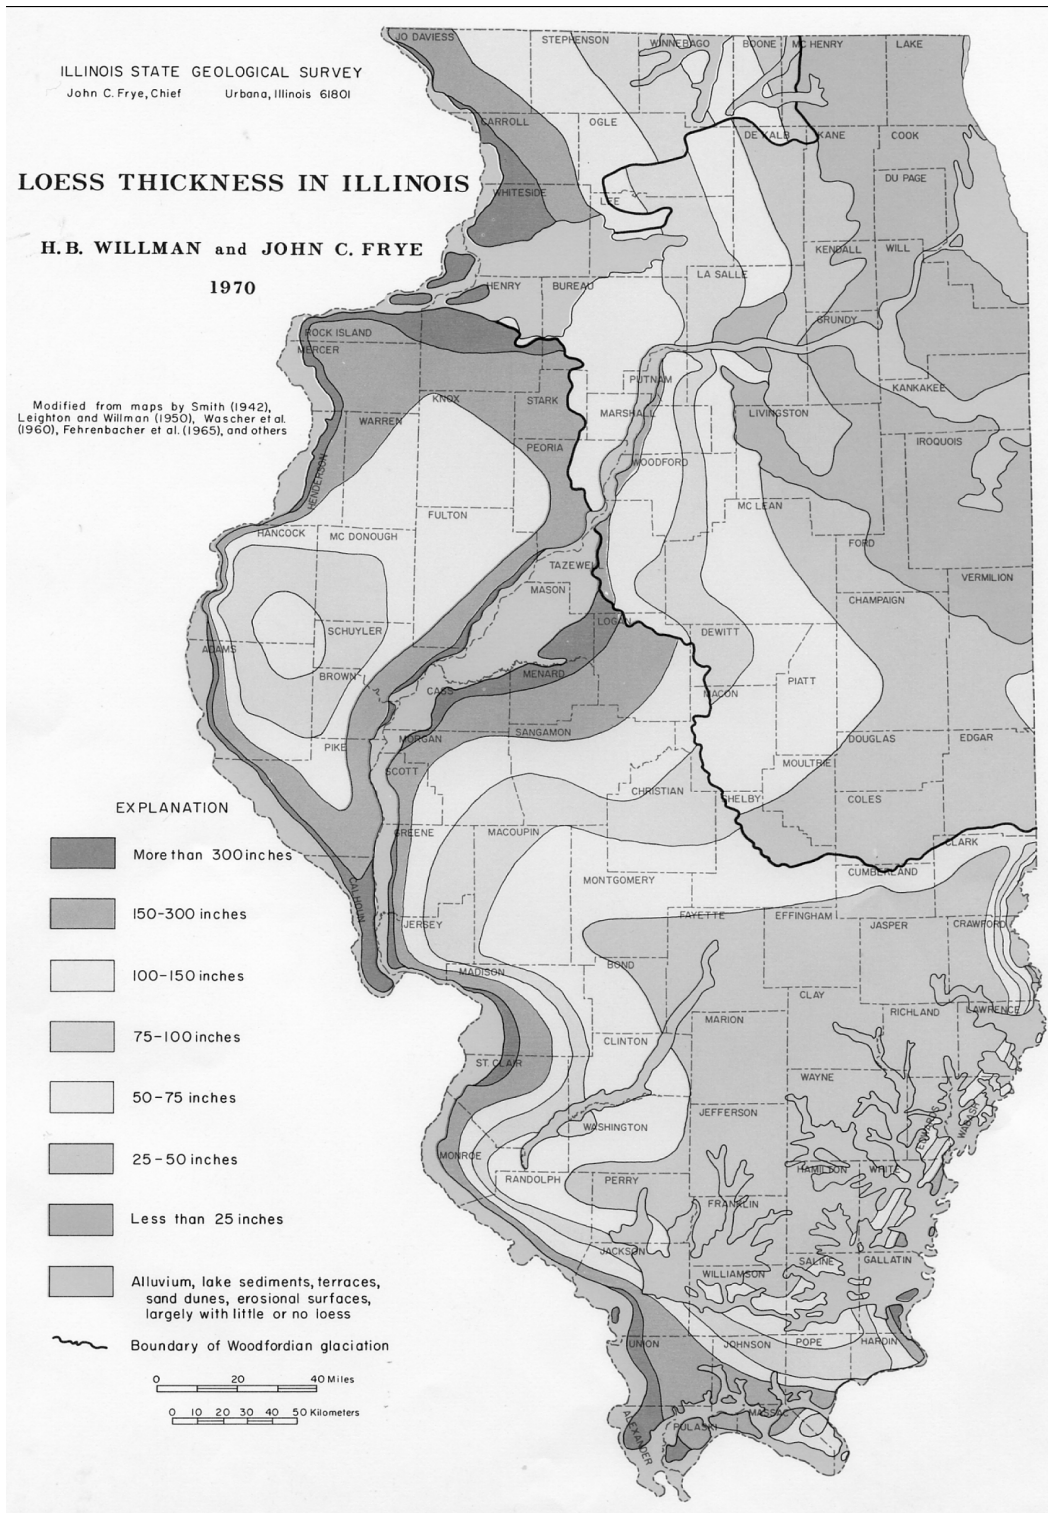 ILLINOIS STATE GEOLOGICAL SURVEY
John C. Frye, Chief Urbana, Illinois 61801
LOESS THICKNESS IN ILLINOIS
H.B. WILLMAN and JOHN C. FRYE
1970
Modified from maps by Smith (1942),
Leighton and Willman (1950), Wascher et al.
(1960), Fehrenbacher et al. (1965), and others
JO DAVIESS
STEPHENSON
WINNEBAGO
BOONE
MC HENRY
LAKE
CARROLL
OGLE
DE KALB
KANE
COOK
DU PAGE
WHITESIDE
LEE
KENDALL
WILL
LA SALLE
HENRY
BUREAU
GRUNDY
ROCK ISLAND
MERCER
PUTNAM
KANKAKEE
KNOX
STARK
MARSHALL
LIVINGSTON
WARREN
IROQUOIS
PEORIA
WOODFORD
HENDERSON
MC LEAN
FULTON
HANCOCK
MC DONOUGH
FORD
TAZEWELL
VERMILION
MASON
CHAMPAIGN
LOGAN
SCHUYLER
DEWITT
ADAMS
BROWN
MENARD
PIATT
CASS
MACON
SANGAMON
MORGAN
PIKE
DOUGLAS
EDGAR
SCOTT
MOULTRIE
CHRISTIAN
SHELBY
COLES
GREENE
MACOUPIN
CLARK
CUMBERLAND
MONTGOMERY
CALHOUN
FAYETTE
EFFINGHAM
JERSEY
JASPER
CRAWFORD
BOND
MADISON
CLAY
RICHLAND
LAWRENCE
MARION
CLINTON
ST. CLAIR
WAYNE
EDWARDS
WABASH
JEFFERSON
WASHINGTON
MONROE
HAMILTON
WHITE
RANDOLPH
PERRY
FRANKLIN
JACKSON
SALINE
GALLATIN
WILLIAMSON
UNION
JOHNSON
POPE
HARDIN
ALEXANDER
PULASKI
MASSAC
EXPLANATION
More than 300 inches
150-300 inches
100-150 inches
75-100 inches
50-75 inches
25-50 inches
Less than 25 inches
Alluvium, lake sediments, terraces,
sand dunes, erosional surfaces,
largely with little or no loess
Boundary of Woodfordian glaciation
0 20 40 Miles
0 10 20 30 40 50 Kilometers